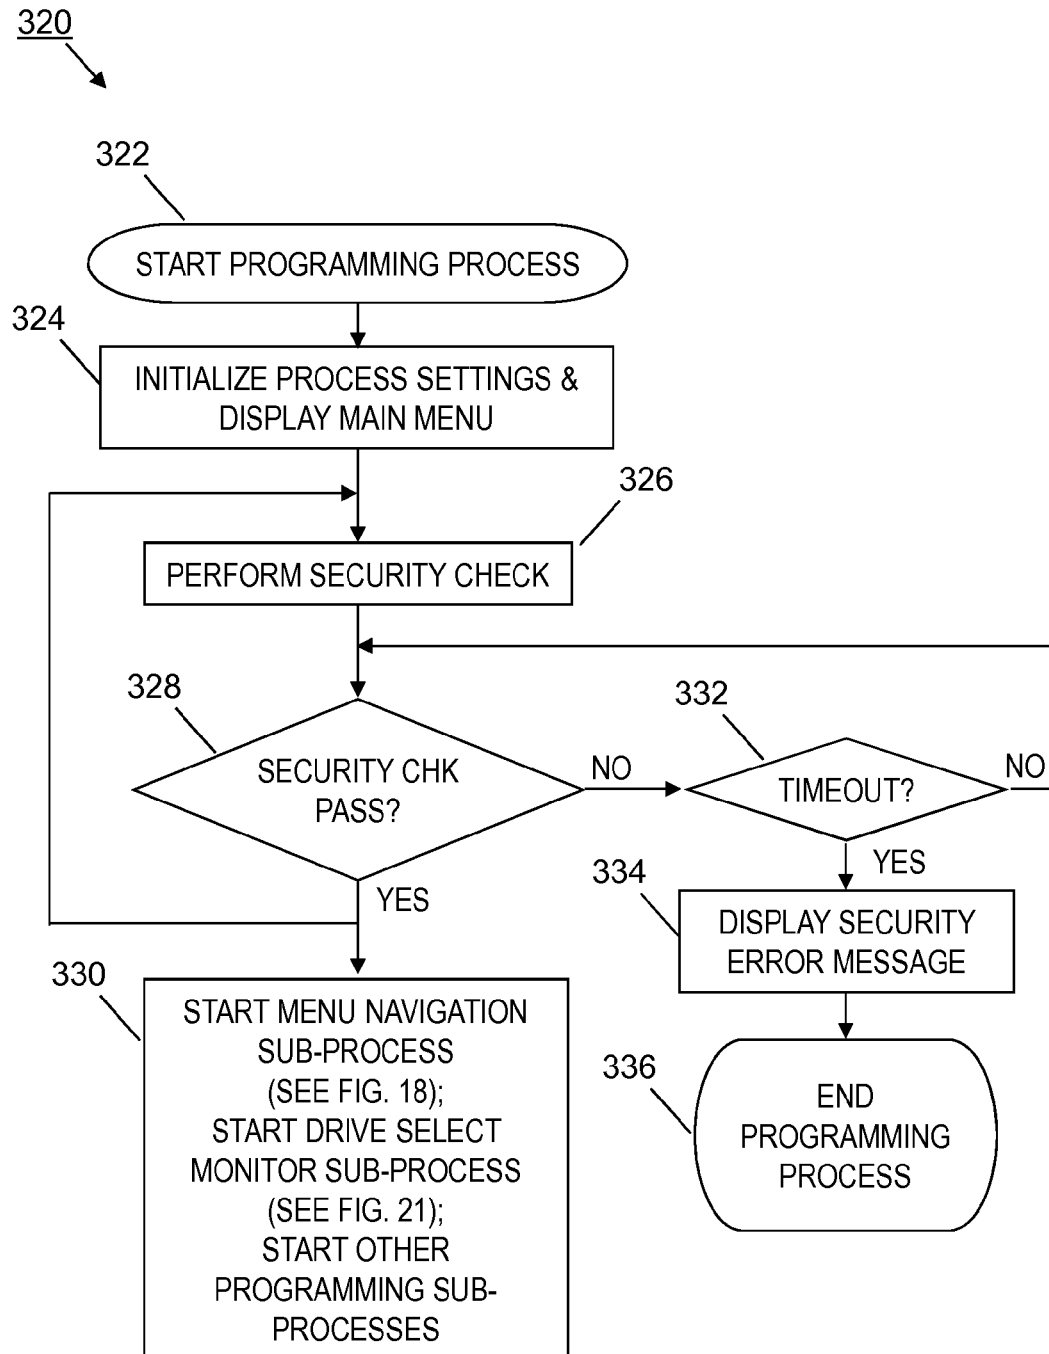 320
322
START PROGRAMMING PROCESS
324
INITIALIZE PROCESS SETTINGS &
DISPLAY MAIN MENU
326
PERFORM SECURITY CHECK
328
SECURITY CHK
PASS?
NO
332
TIMEOUT?
NO
YES
YES
334
DISPLAY SECURITY
ERROR MESSAGE
330
START MENU NAVIGATION
SUB-PROCESS
(SEE FIG. 18);
START DRIVE SELECT
MONITOR SUB-PROCESS
(SEE FIG. 21);
START OTHER
PROGRAMMING SUB-
PROCESSES
336
END
PROGRAMMING
PROCESS